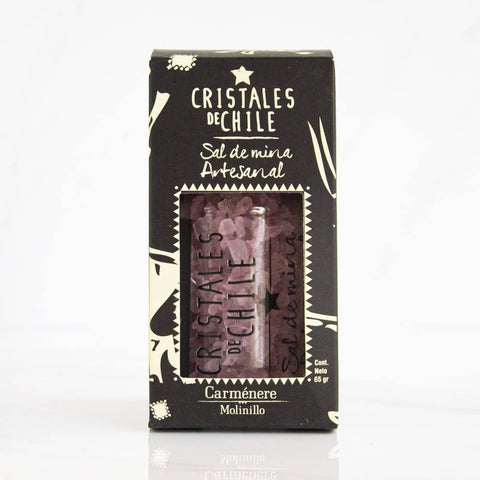 CRISTALES
DE CHILE
Sal de mina
Artesanal
CRISTALES
DE CHILE
Sal de mina
Cont.
Neto
65 gr
Carménere
Molinillo